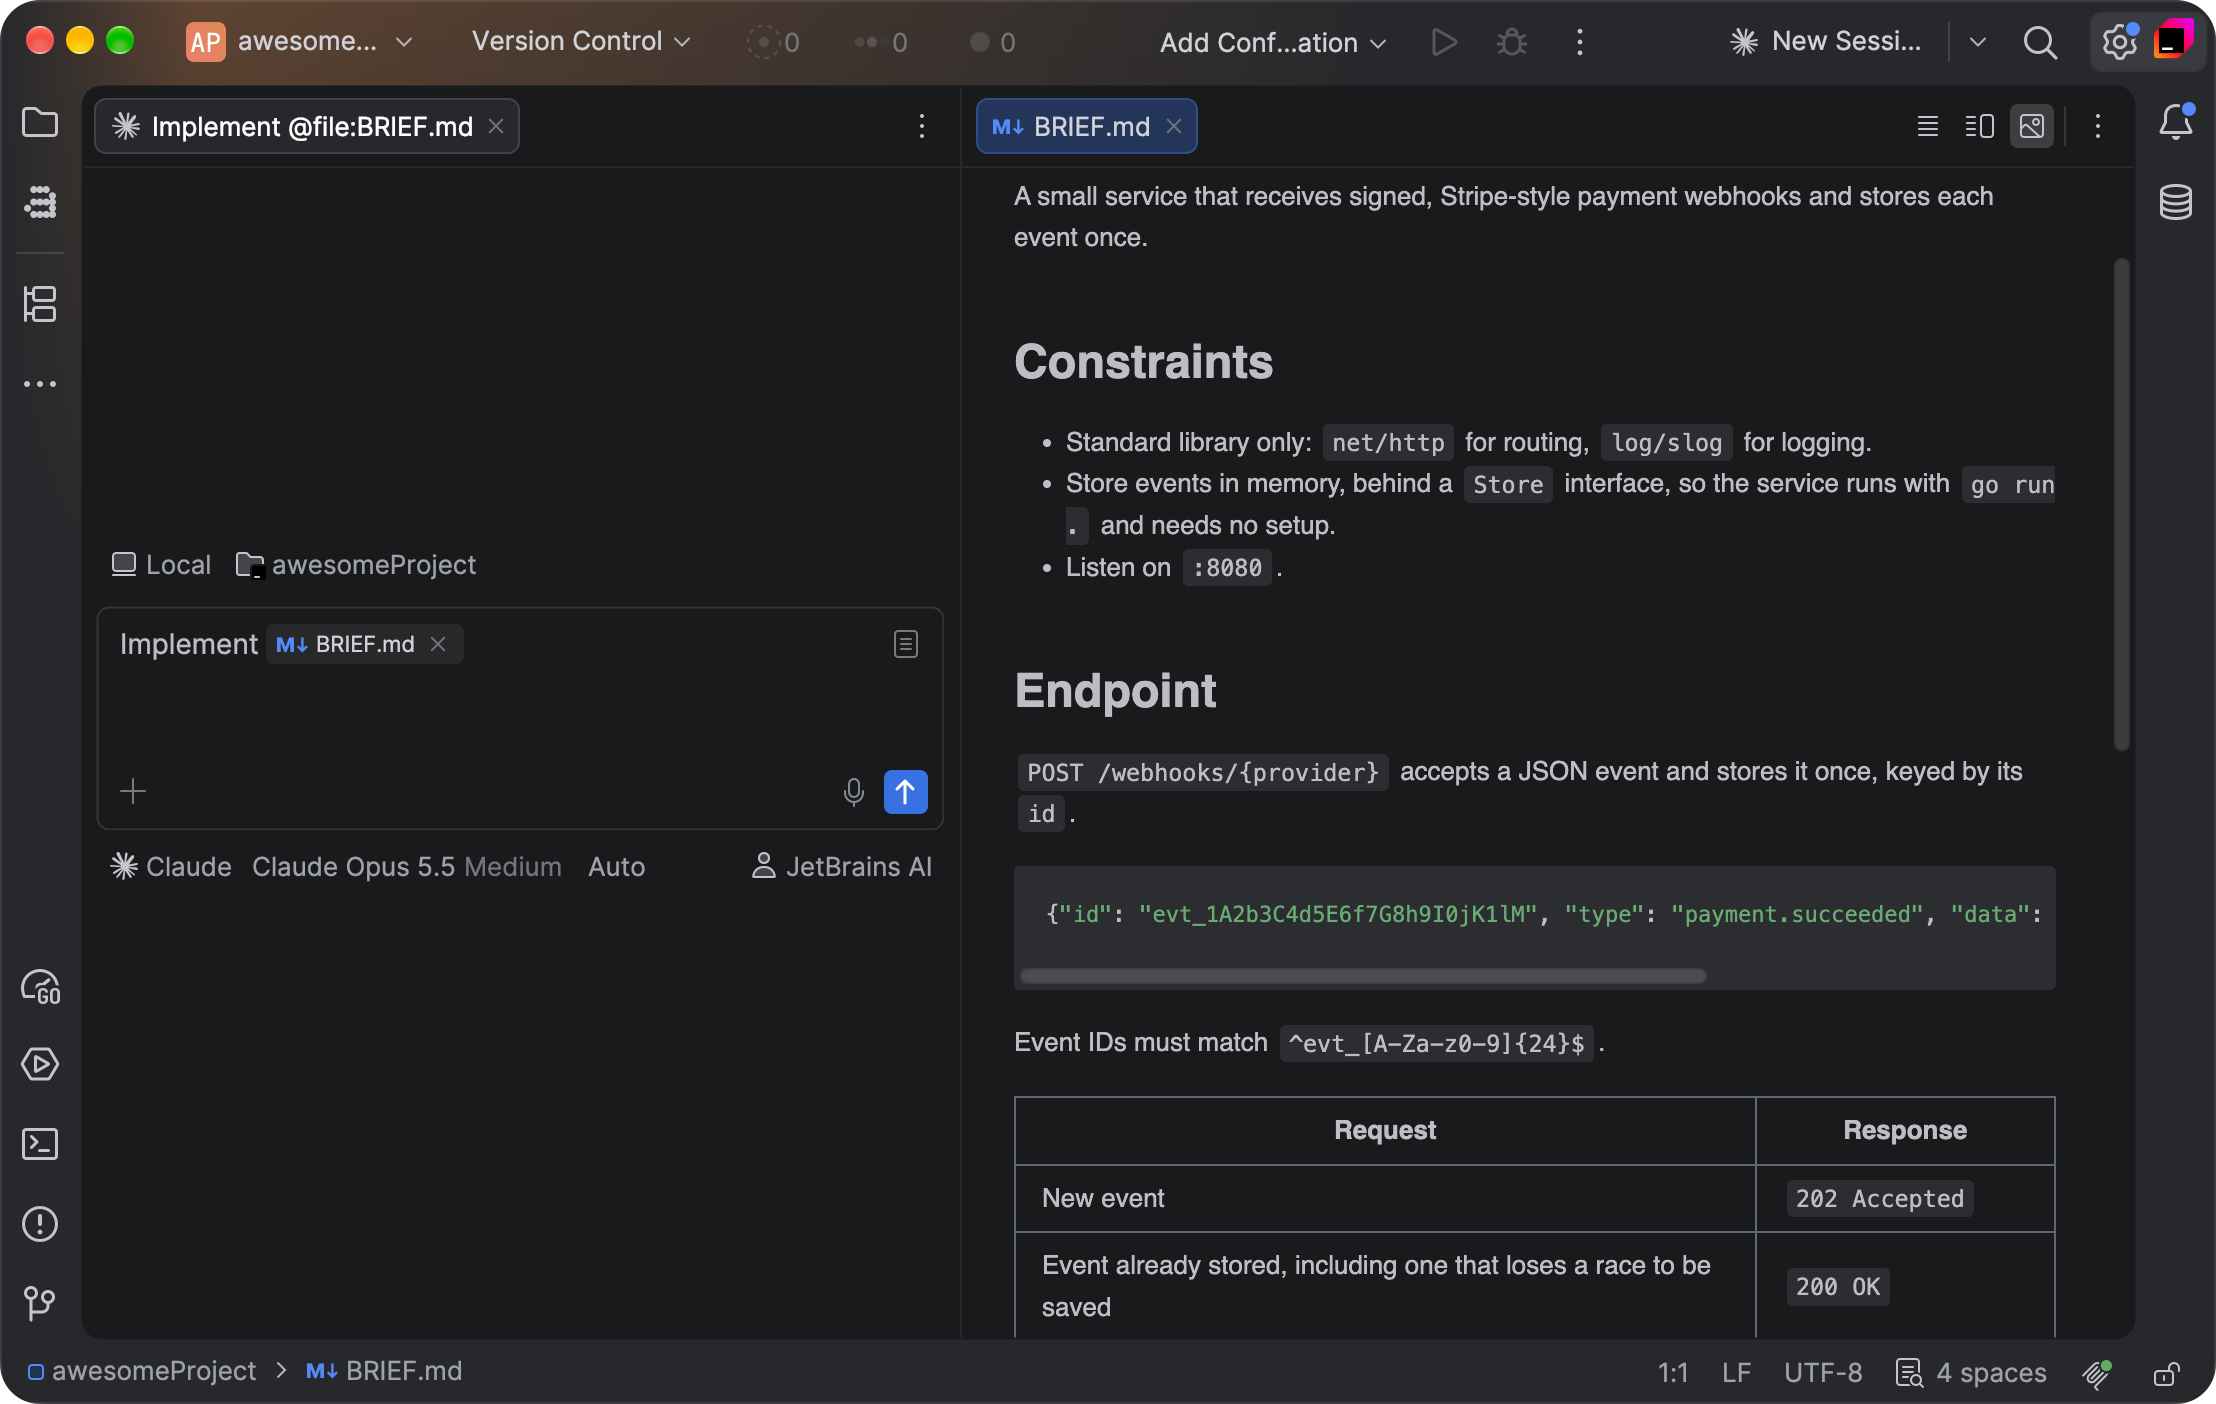 AP awesome... Version Control 0 0 0 Add Conf...ation New Sessi...
Implement @file:BRIEF.md
M↓ BRIEF.md
A small service that receives signed, Stripe-style payment webhooks and stores each
event once.
Constraints
• Standard library only: net/http for routing, log/slog for logging.
• Store events in memory, behind a Store interface, so the service runs with go run
. and needs no setup.
• Listen on :8080 .
Local awesomeProject
Implement M↓ BRIEF.md
Claude Claude Opus 5.5 Medium Auto JetBrains AI
Endpoint
POST /webhooks/{provider} accepts a JSON event and stores it once, keyed by its
id .
{"id": "evt_1A2b3C4d5E6f7G8h9I0jK1lM", "type": "payment.succeeded", "data":
Event IDs must match ^evt_[A-Za-z0-9]{24}$ .
Request Response
New event 202 Accepted
Event already stored, including one that loses a race to be
saved
200 OK
GO
awesomeProject > M↓ BRIEF.md
1:1 LF UTF-8 4 spaces